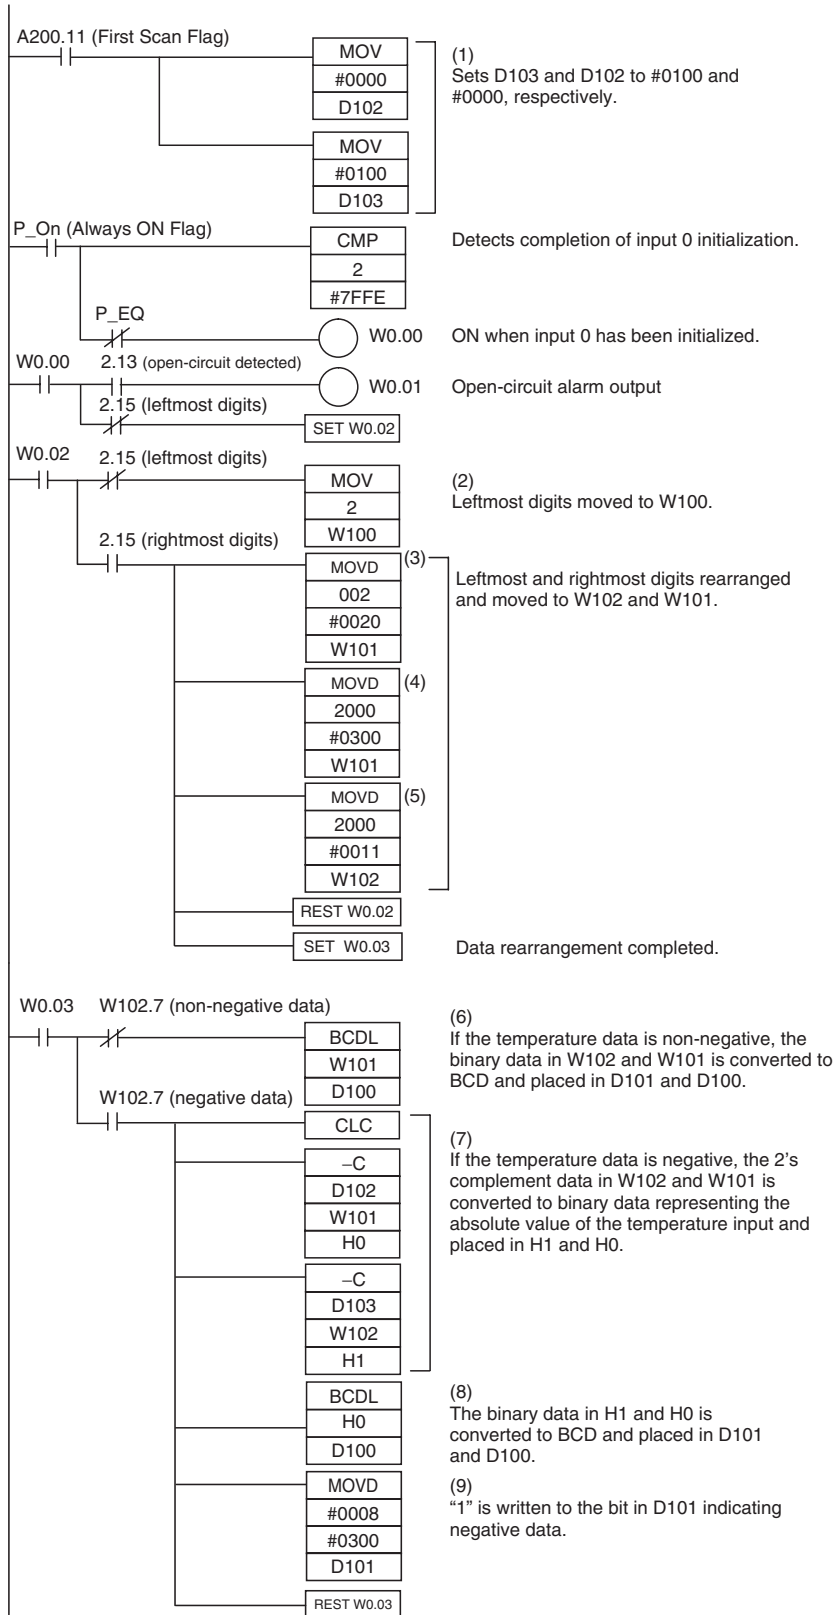 A200.11 (First Scan Flag)
MOV
#0000
D102
(1)
Sets D103 and D102 to #0100 and
#0000, respectively.
MOV
#0100
D103
P_On (Always ON Flag)
CMP
2
#7FFE
Detects completion of input 0 initialization.
P_EQ
W0.00
ON when input 0 has been initialized.
W0.00
2.13 (open-circuit detected)
W0.01
Open-circuit alarm output
2.15 (leftmost digits)
SET W0.02
W0.02
2.15 (leftmost digits)
MOV
2
W100
(2)
Leftmost digits moved to W100.
2.15 (rightmost digits)
MOVD
002
#0020
W101
(3)
Leftmost and rightmost digits rearranged
and moved to W102 and W101.
MOVD
2000
#0300
W101
(4)
MOVD
2000
#0011
W102
(5)
REST W0.02
SET W0.03
Data rearrangement completed.
W0.03
W102.7 (non-negative data)
BCDL
W101
D100
(6)
If the temperature data is non-negative, the
binary data in W102 and W101 is converted to
BCD and placed in D101 and D100.
W102.7 (negative data)
CLC
–C
D102
W101
H0
(7)
If the temperature data is negative, the 2's
complement data in W102 and W101 is
converted to binary data representing the
absolute value of the temperature input and
placed in H1 and H0.
–C
D103
W102
H1
BCDL
H0
D100
(8)
The binary data in H1 and H0 is
converted to BCD and placed in D101
and D100.
MOVD
#0008
#0300
D101
(9)
“1” is written to the bit in D101 indicating
negative data.
REST W0.03